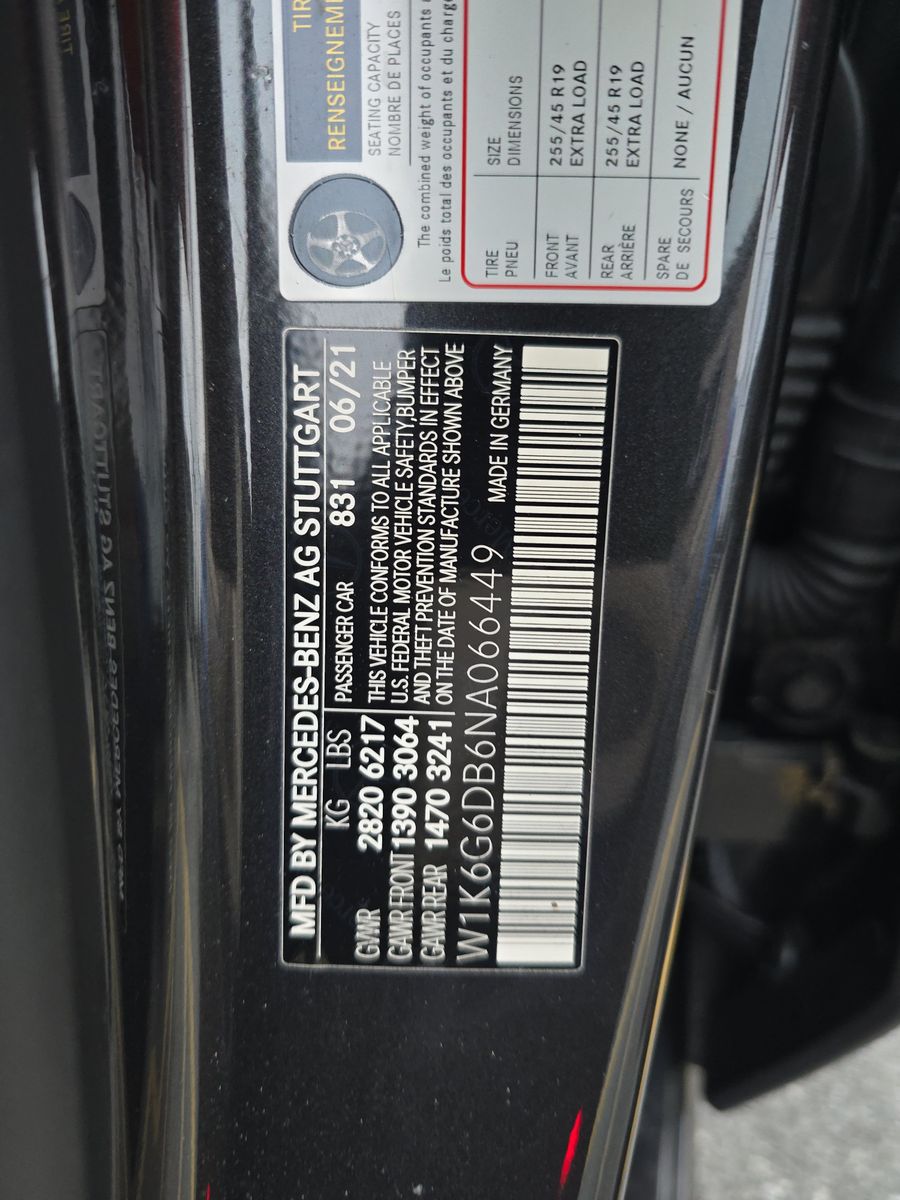 MFD BY MERCEDES-BENZ AG STUTTGART
KG LBS
PASSENGER CAR 831 06/21
GVWR 2820 6217
GAWR FRONT 1390 3064
GAWR REAR 1470 3241
THIS VEHICLE CONFORMS TO ALL APPLICABLE
U.S. FEDERAL MOTOR VEHICLE SAFETY,BUMPER
AND THEFT PREVENTION STANDARDS IN EFFECT
ON THE DATE OF MANUFACTURE SHOWN ABOVE
W1K6G6DB6NA066449 MADE IN GERMANY
SEATING CAPACITY
NOMBRE DE PLACES
The combined weight of occupants
Le poids total des occupants et du
TIRE SIZE
PNEU DIMENSIONS
FRONT 255/45 R19
AVANT EXTRA LOAD
REAR 255/45 R19
ARRIÈRE EXTRA LOAD
SPARE NONE / AUCUN
DE SECOURS